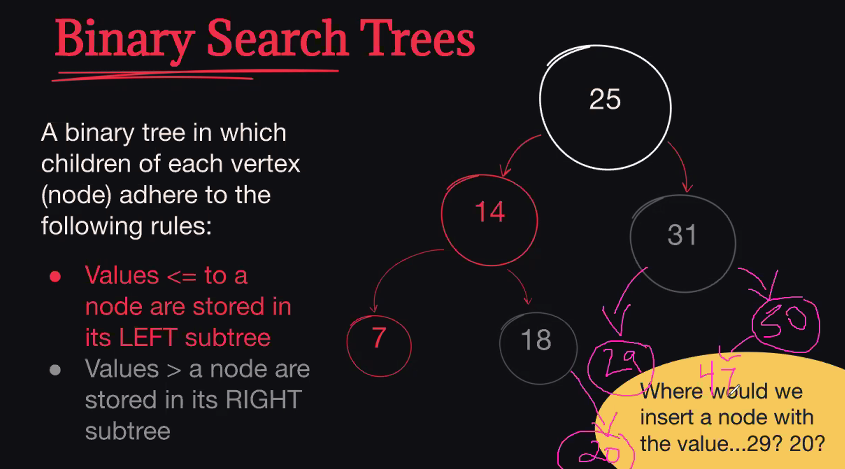 Binary Search Trees
25
A binary tree in which
children of each vertex
(node) adhere to the
following rules:
14
31
● Values <= to a
node are stored in
its LEFT subtree
7
18
29
50
● Values > a node are
stored in its RIGHT
subtree
47
20
Where would we
insert a node with
the value...29? 20?